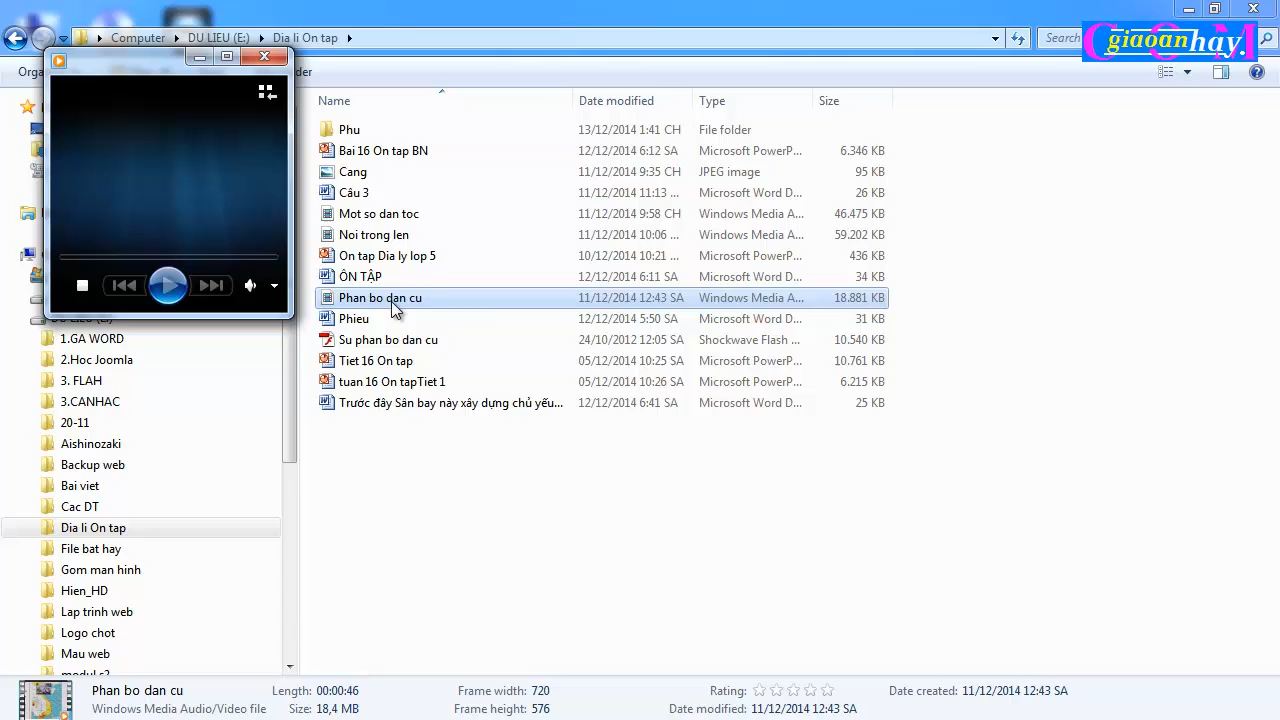 Computer ▸ DU LIEU (E:) ▸ Dia li On tap ▸
Search
giaoanhay.
COM
Orga
der
Name Date modified Type Size
Phu 13/12/2014 1:41 CH File folder
Bai 16 On tap BN 12/12/2014 6:12 SA Microsoft PowerP... 6.346 KB
Cang 11/12/2014 9:35 CH JPEG image 95 KB
Câu 3 11/12/2014 11:13 ... Microsoft Word D... 26 KB
Mot so dan toc 11/12/2014 9:58 CH Windows Media A... 46.475 KB
Noi trong len 11/12/2014 10:06 ... Windows Media A... 59.202 KB
On tap Dia ly lop 5 10/12/2014 10:21 ... Microsoft PowerP... 436 KB
ÔN TẬP 12/12/2014 6:11 SA Microsoft Word D... 34 KB
Phan bo dan cu 11/12/2014 12:43 SA Windows Media A... 18.881 KB
Phieu 12/12/2014 5:50 SA Microsoft Word D... 31 KB
Su phan bo dan cu 24/10/2012 12:05 SA Shockwave Flash ... 10.540 KB
Tiet 16 On tap 05/12/2014 10:25 SA Microsoft PowerP... 10.761 KB
tuan 16 On tapTiet 1 05/12/2014 10:26 SA Microsoft PowerP... 6.215 KB
Trước đây Sân bay này xây dựng chủ yếu... 12/12/2014 6:41 SA Microsoft Word D... 25 KB
1.GA WORD
2.Hoc Joomla
3. FLAH
3.CANHAC
20-11
Aishinozaki
Backup web
Bai viet
Cac DT
Dia li On tap
File bat hay
Gom man hinh
Hien_HD
Lap trinh web
Logo chot
Mau web
Phan bo dan cu Length: 00:00:46 Frame width: 720 Rating: Date created: 11/12/2014 12:43 SA
Windows Media Audio/Video file Size: 18,4 MB Frame height: 576 Date modified: 11/12/2014 12:43 SA